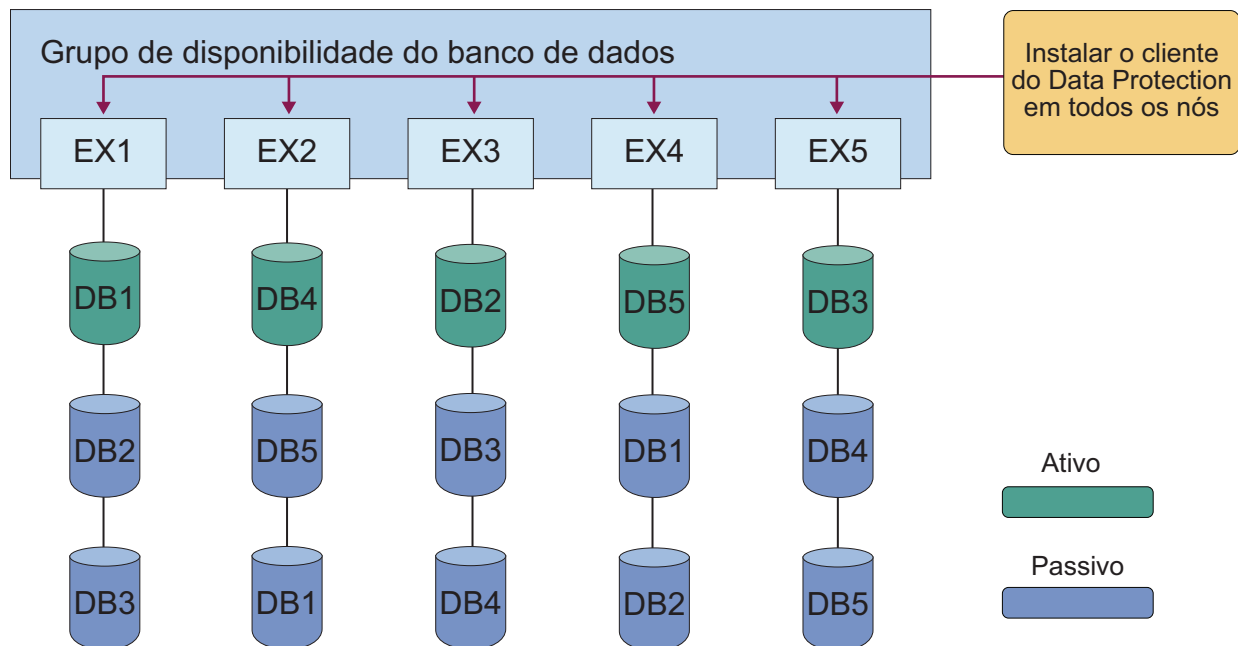 Grupo de disponibilidade do banco de dados
Instalar o cliente
do Data Protection
em todos os nós
EX1
EX2
EX3
EX4
EX5
DB1
DB4
DB2
DB5
DB3
DB2
DB5
DB3
DB1
DB4
Ativo
DB3
DB1
DB4
DB2
DB5
Passivo